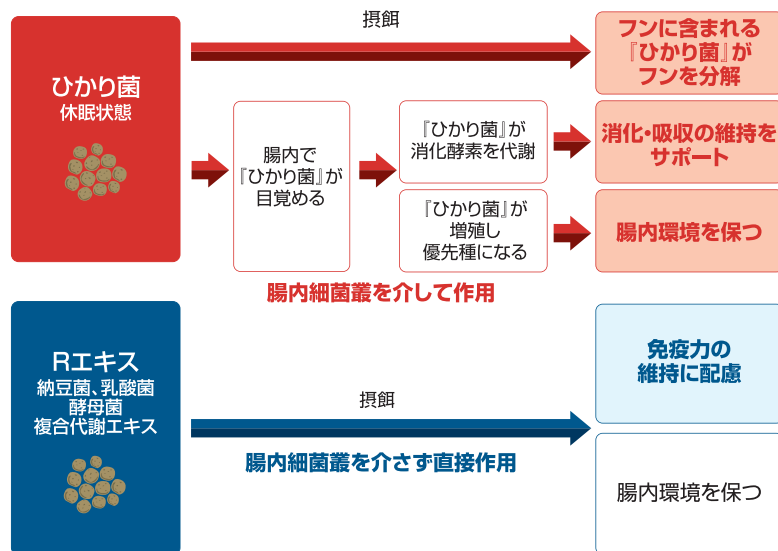 ひかり菌
休眠状態
摂餌
フンに含まれる
『ひかり菌』が
フンを分解
腸内で
『ひかり菌』が
目覚める
『ひかり菌』が
消化酵素を代謝
消化・吸収の維持を
サポート
『ひかり菌』が
増殖し
優先種になる
腸内環境を保つ
腸内細菌叢を介して作用
Rエキス
納豆菌、乳酸菌
酵母菌
複合代謝エキス
摂餌
腸内細菌叢を介さず直接作用
免疫力の
維持に配慮
腸内環境を保つ